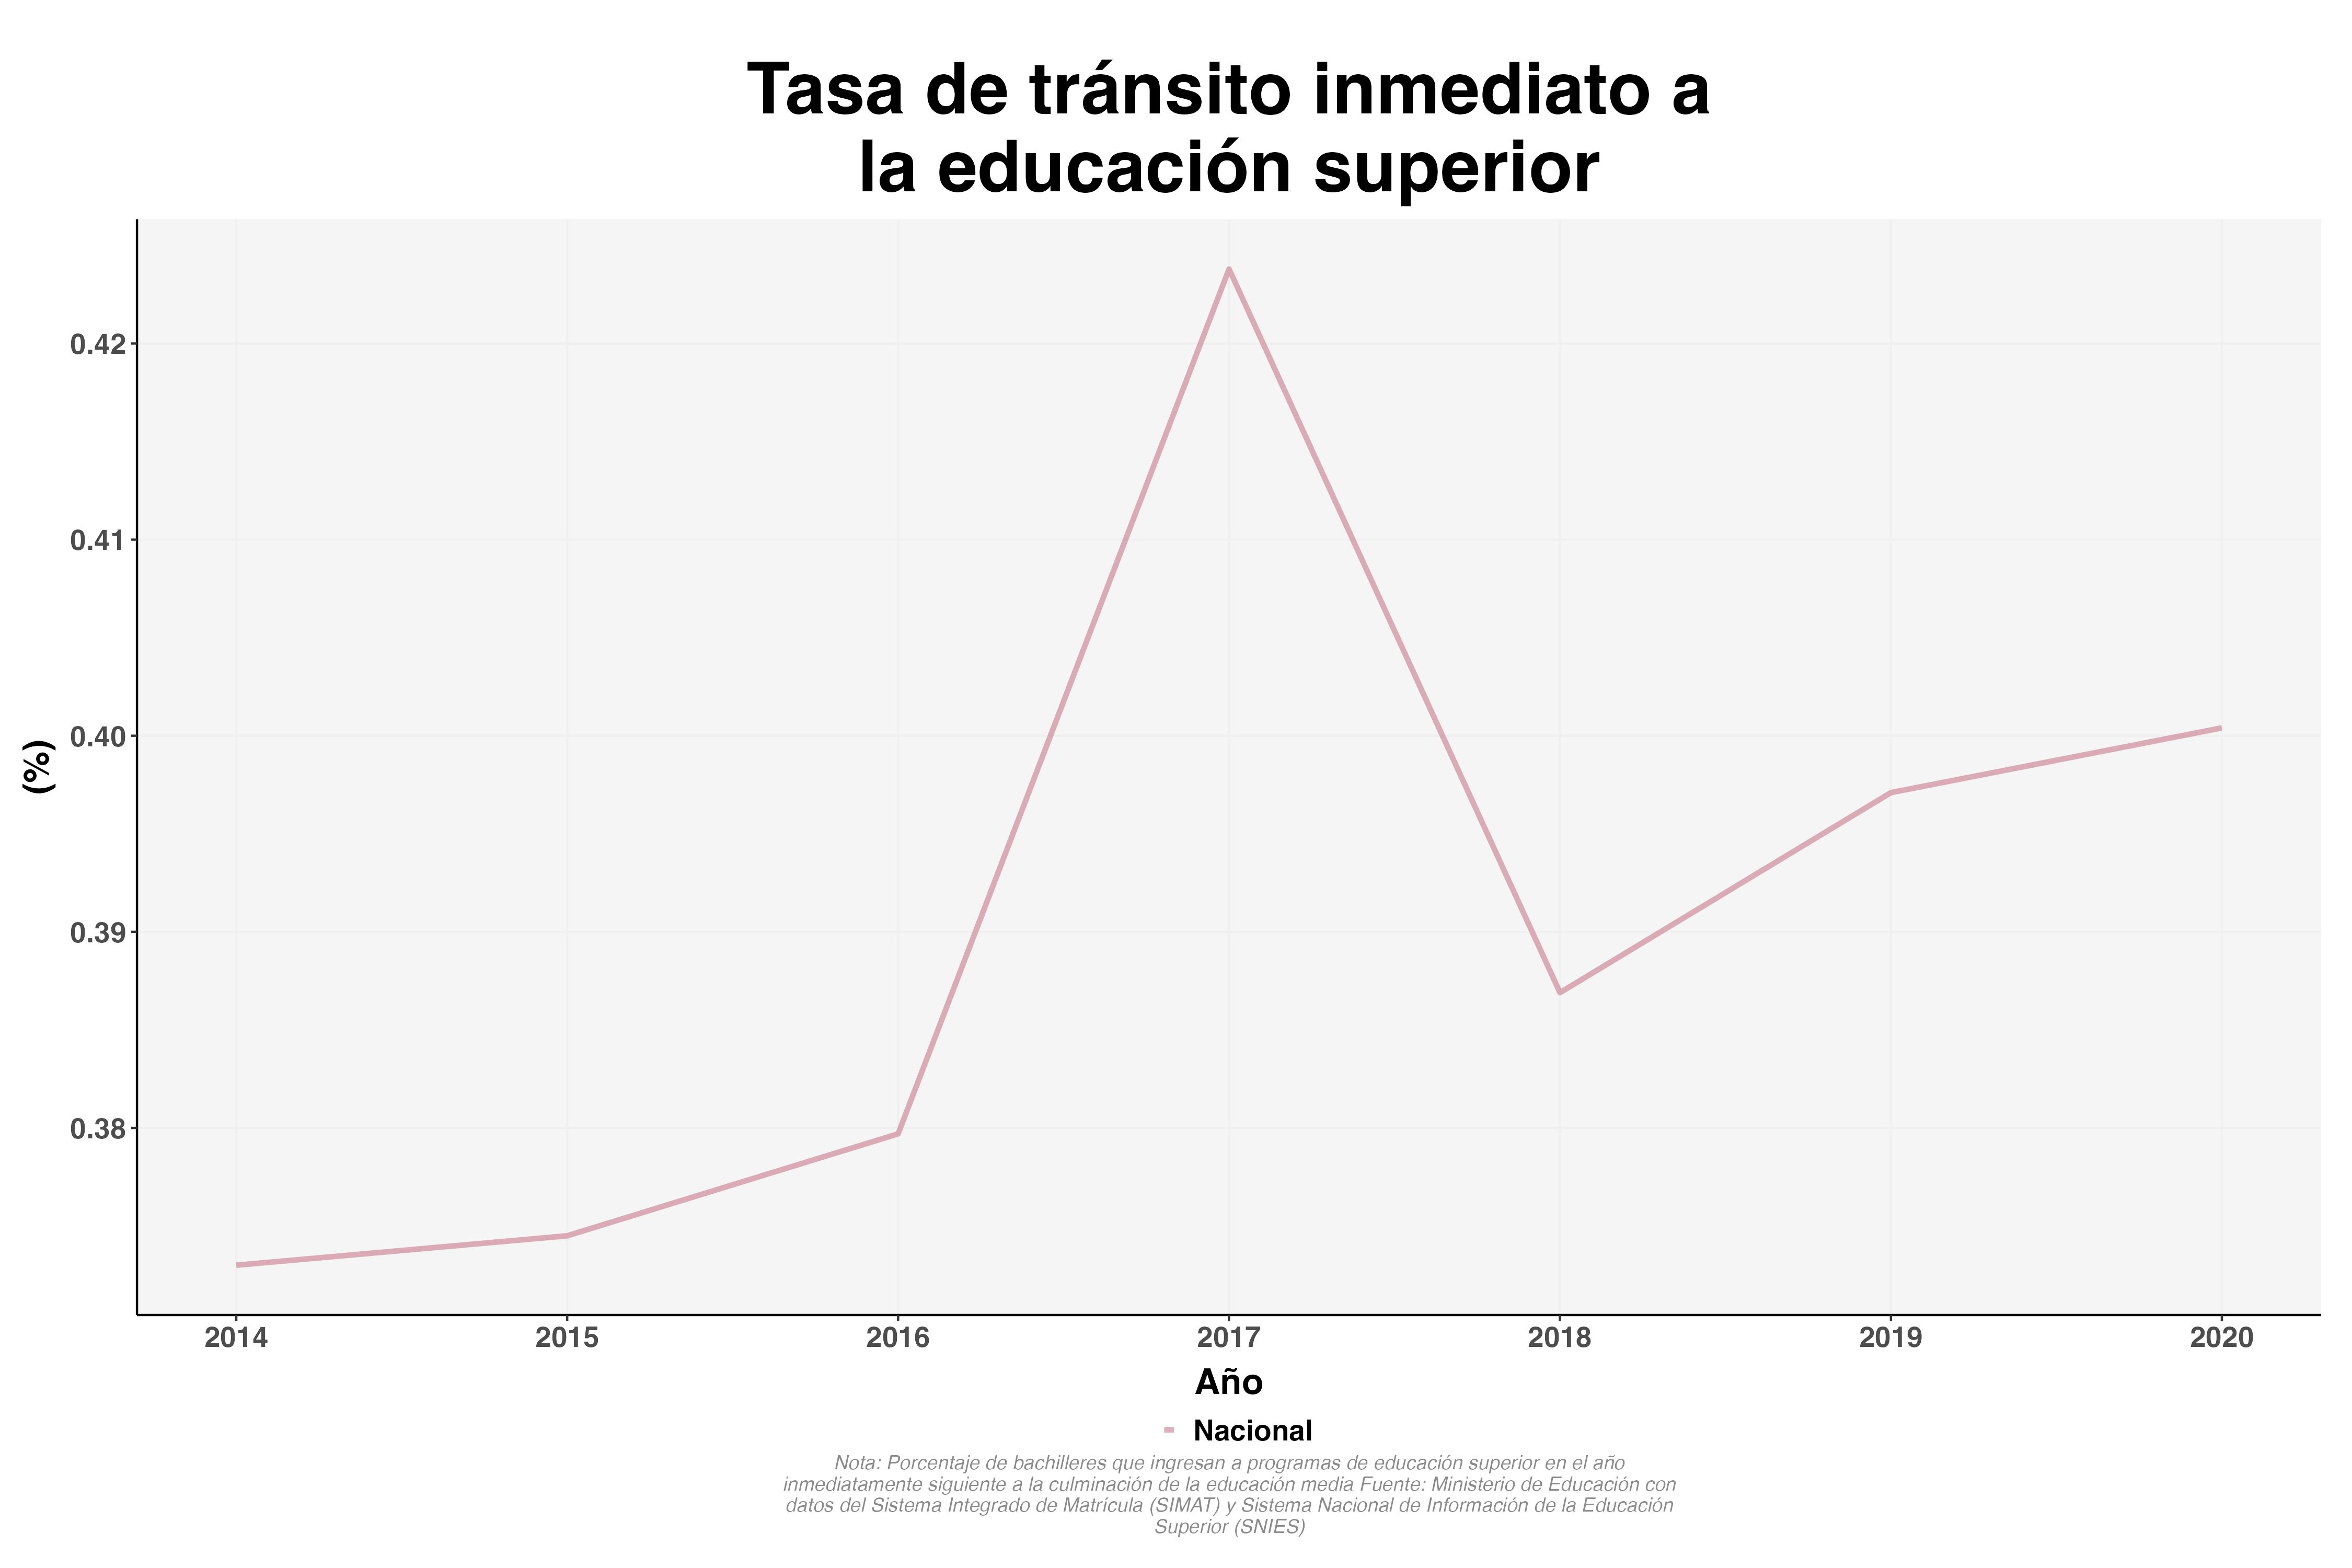 Tasa de tránsito inmediato a
la educación superior
(%)
0.42
0.41
0.40
0.39
0.38
2014 2015 2016 2017 2018 2019 2020
Año
Nacional
Nota: Porcentaje de bachilleres que ingresan a programas de educación superior en el año
inmediatamente siguiente a la culminación de la educación media Fuente: Ministerio de Educación con
datos del Sistema Integrado de Matrícula (SIMAT) y Sistema Nacional de Información de la Educación
Superior (SNIES)